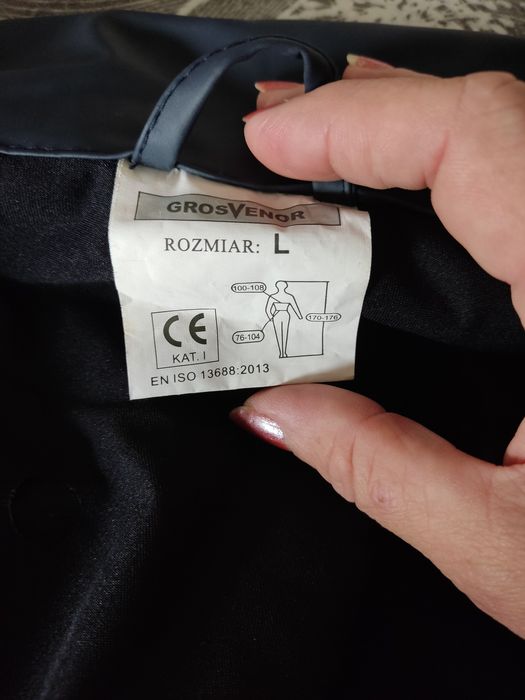 GROSVENOR
ROZMIAR: L
100-108
170-176
76-104
CE
KAT. I
EN ISO 13688:2013